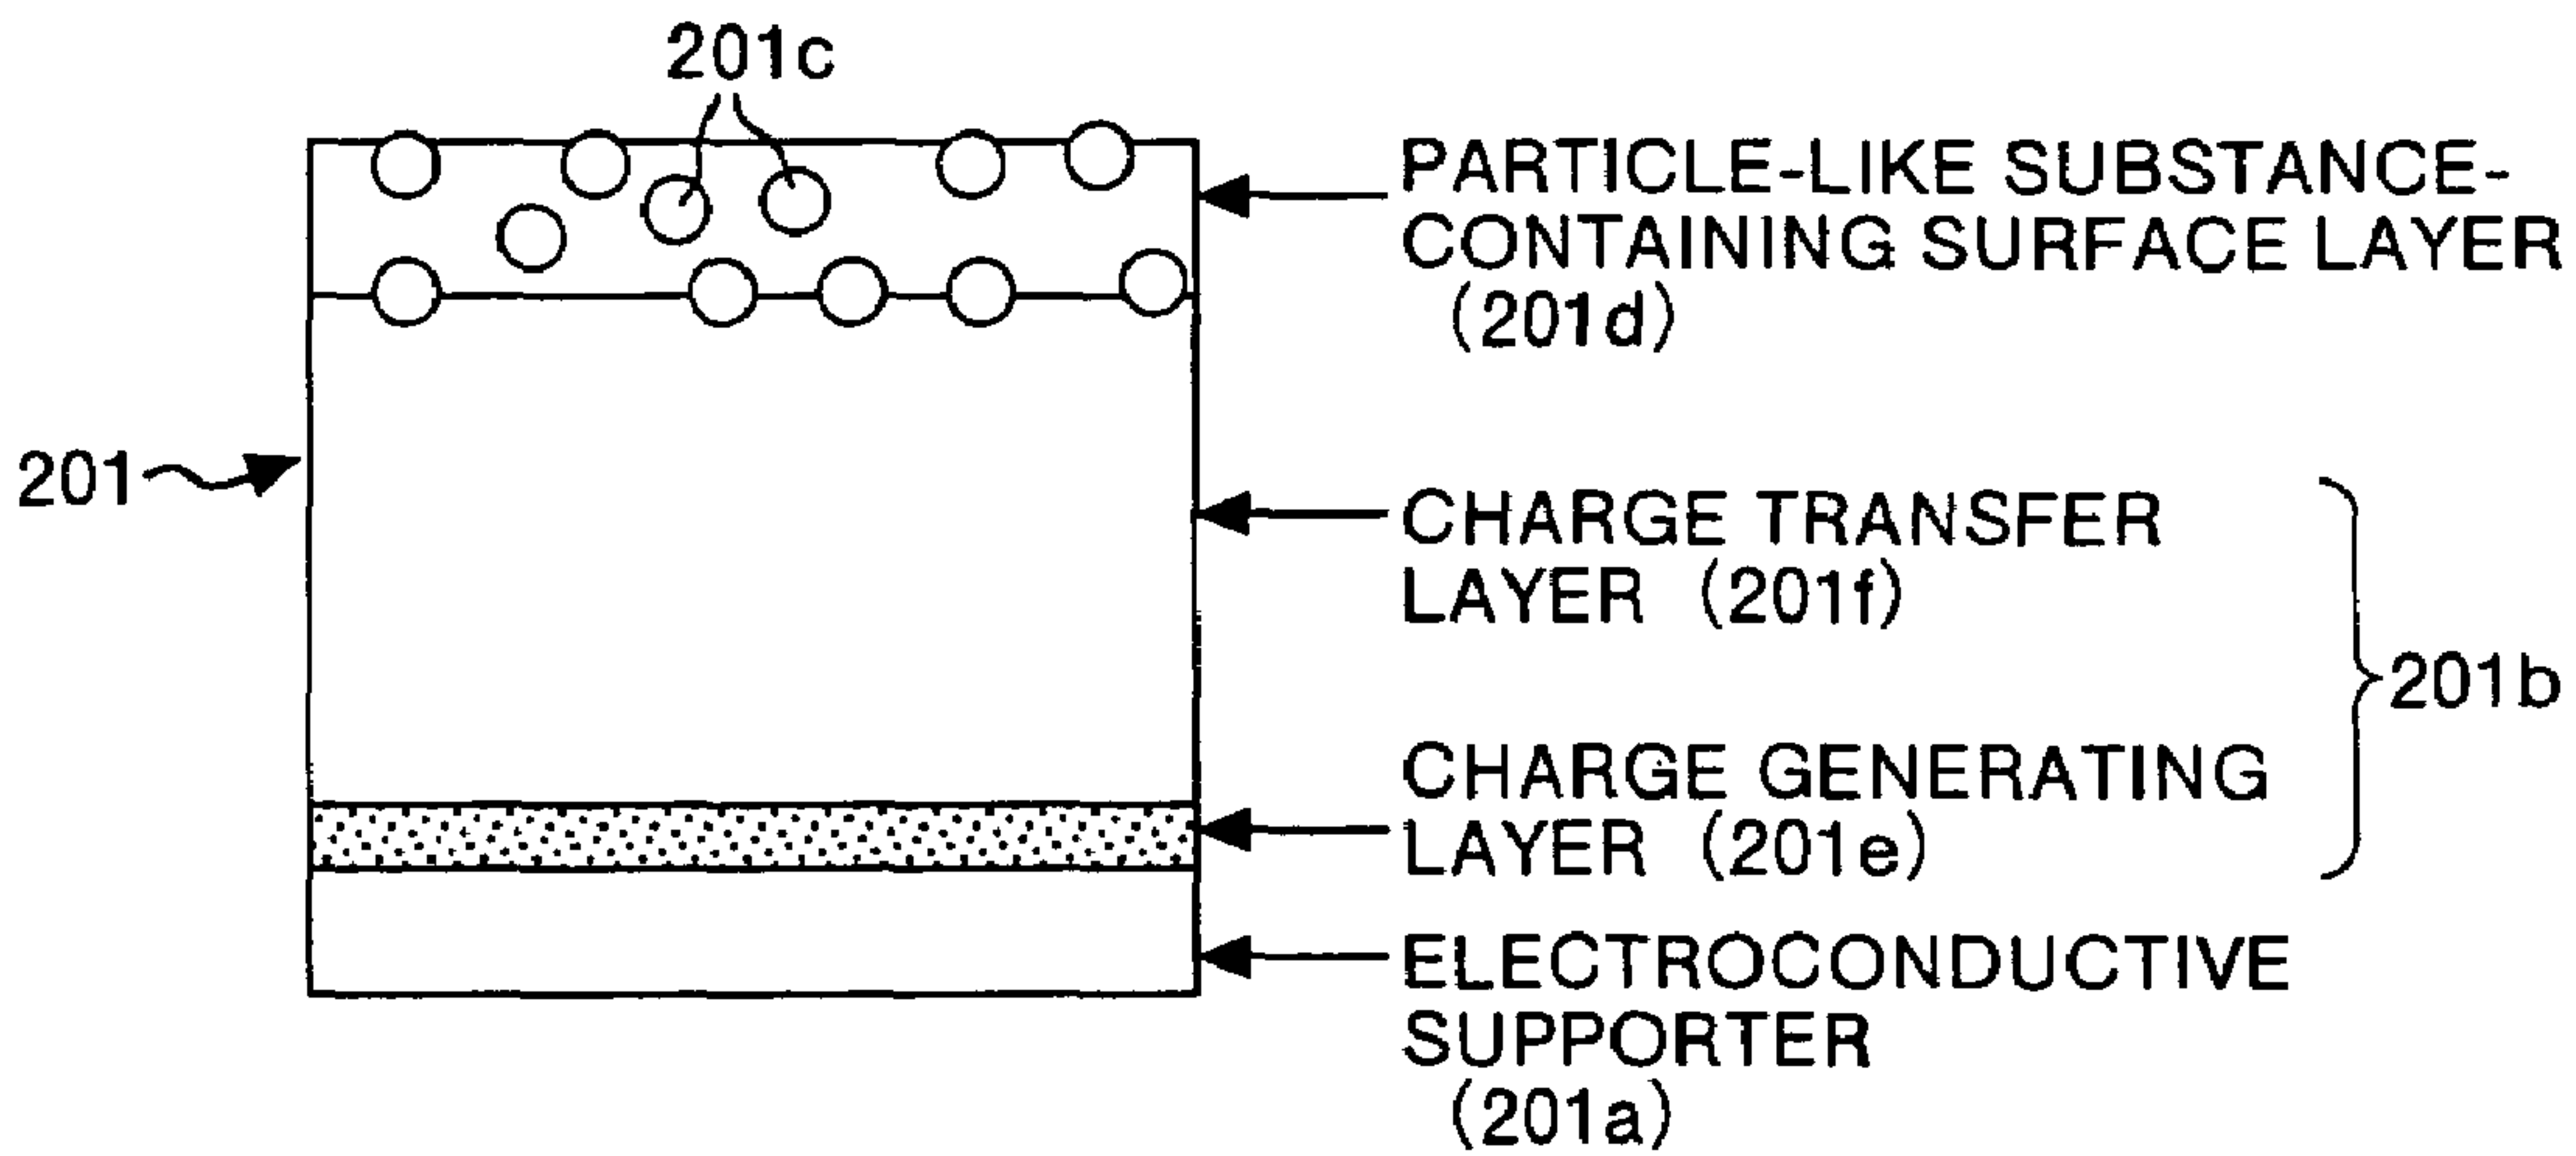 201c
PARTICLE-LIKE SUBSTANCE-
CONTAINING SURFACE LAYER
(201d)
201
CHARGE TRANSFER
LAYER (201f)
201b
CHARGE GENERATING
LAYER (201e)
ELECTROCONDUCTIVE
SUPPORTER
(201a)